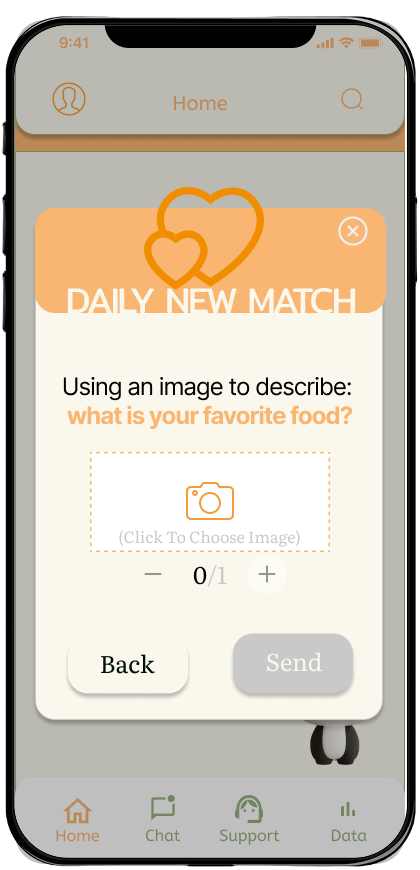 9:41
Home
DAILY NEW MATCH
Using an image to describe:
what is your favorite food?
(Click To Choose Image)
0/1
Back
Send
Home
Chat
Support
Data